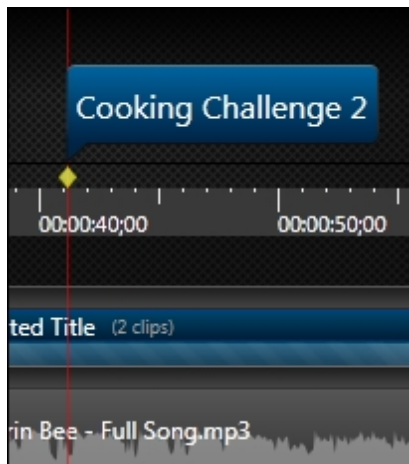 Cooking Challenge 2
00:00:40;00 00:00:50;00
ted Title (2 clips)
rin Bee - Full Song.mp3